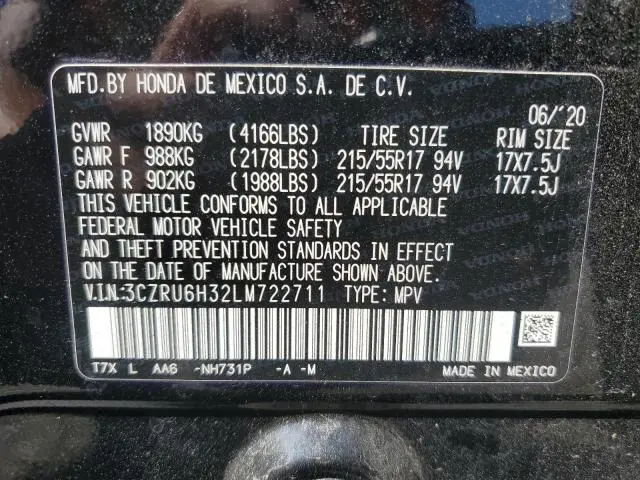 MFD.BY HONDA DE MEXICO S.A. DE C.V.
06/'20
GVWR 1890KG (4166LBS) TIRE SIZE RIM SIZE
GAWR F 988KG (2178LBS) 215/55R17 94V 17X7.5J
GAWR R 902KG (1988LBS) 215/55R17 94V 17X7.5J
THIS VEHICLE CONFORMS TO ALL APPLICABLE
FEDERAL MOTOR VEHICLE SAFETY
AND THEFT PREVENTION STANDARDS IN EFFECT
ON THE DATE OF MANUFACTURE SHOWN ABOVE.
V.I.N:3CZRU6H32LM722711 TYPE: MPV
T7X L AA6 -NH731P -A -M MADE IN MEXICO